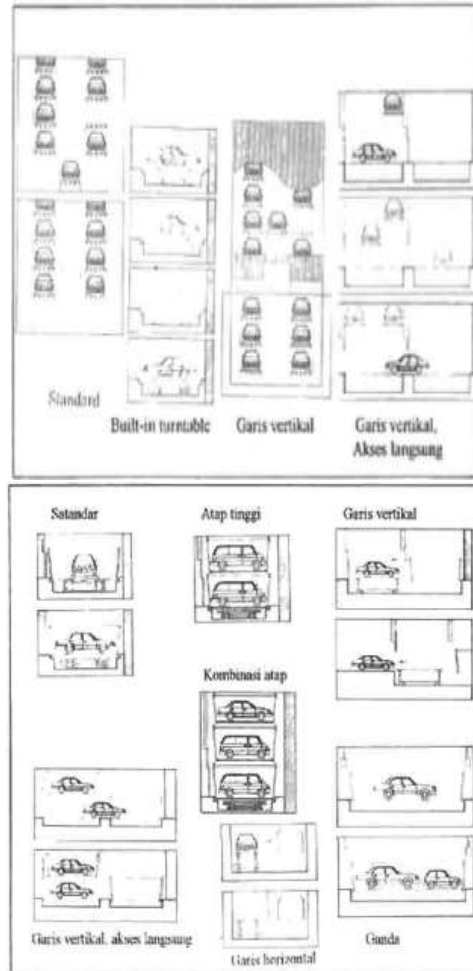 Standard
Built-in turntable
Garis vertikal
Garis vertikal,
Akses langsung
Satandar
Atap tinggi
Garis vertikal
Kombinasi atap
Garis vertikal, akses langsung
Garis horizontal
Ganda